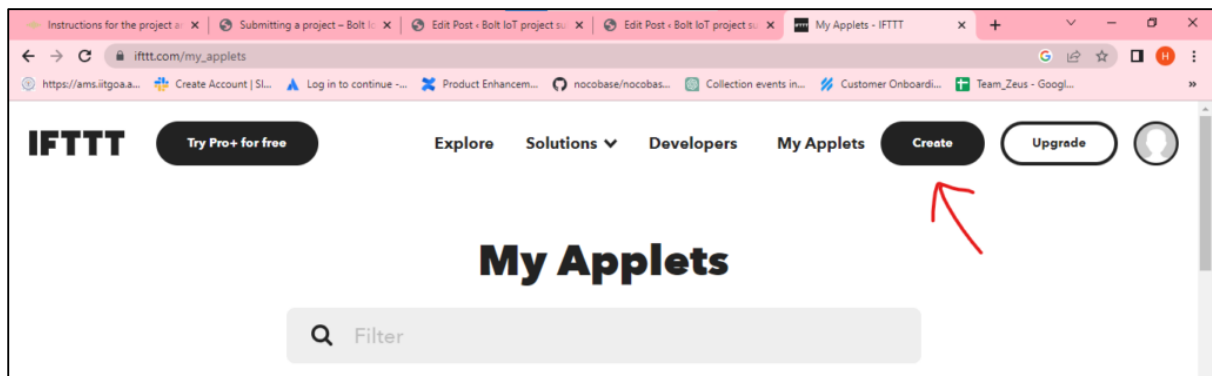 Instructions for the project a
Submitting a project – Bolt Io
Edit Post ‹ Bolt IoT project su
Edit Post ‹ Bolt IoT project su
My Applets - IFTTT
ifttt.com/my_applets
G
H
https://ams.iitgoa.a...
Create Account | Sl...
Log in to continue -...
Product Enhancem...
nocobase/nocobas...
Collection events in...
Customer Onboardi...
Team_Zeus - Googl...
»
IFTTT
Try Pro+ for free
Explore
Solutions
Developers
My Applets
Create
Upgrade
My Applets
Filter